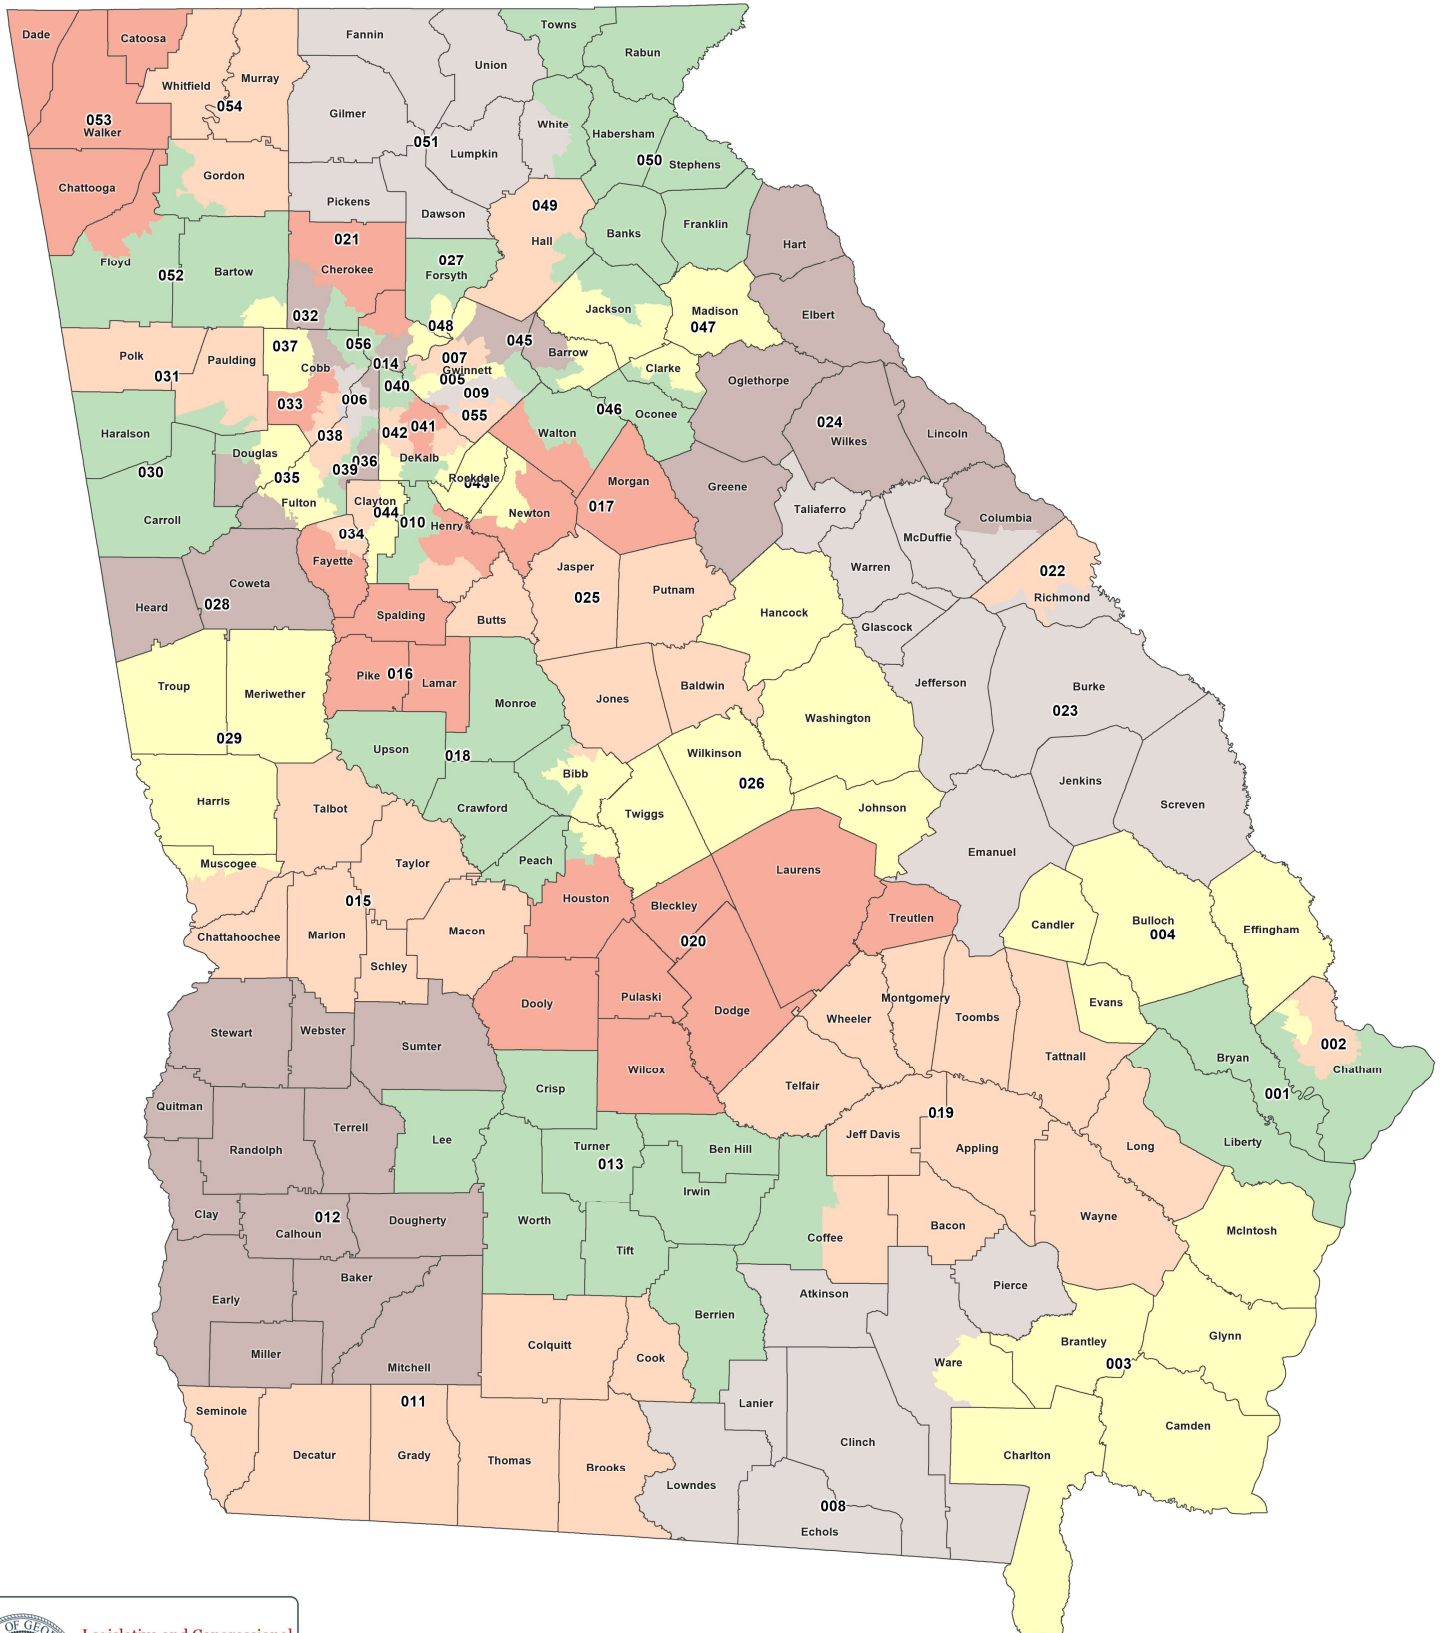 Dade
Catoosa
Whitfield
Murray
Fannin
Union
Towns
Rabun
053
Walker
054
Gilmer
051
Lumpkin
White
Habersham
050
Stephens
Chattooga
Gordon
Pickens
Dawson
049
Hall
Banks
Franklin
Hart
Floyd
052
Bartow
021
Cherokee
027
Forsyth
Jackson
Madison
047
Elbert
032
048
045
Barrow
Clarke
037
056
Cobb
014
007
Gwinnett
005
009
040
006
055
Polk
031
Paulding
033
038
042
041
046
Oconee
Walton
Oglethorpe
024
Wilkes
Lincoln
Haralson
030
Carroll
Douglas
035
Fulton
036
039
DeKalb
Rockdale
043
Newton
Morgan
017
Greene
Taliaferro
McDuffie
Columbia
Clayton
044
010
Henry
034
Fayette
Jasper
025
Putnam
Warren
022
Richmond
Heard
028
Coweta
Spalding
Butts
Hancock
Glascock
Troup
Meriwether
029
Pike
016
Lamar
Monroe
Jones
Baldwin
Washington
Jefferson
Burke
023
Upson
018
Crawford
Bibb
Twiggs
Wilkinson
026
Johnson
Jenkins
Screven
Harris
Talbot
Muscogee
Taylor
Peach
Houston
Laurens
Emanuel
015
Chattahoochee
Marion
Macon
Schley
Bleckley
020
Treutlen
Candler
Bulloch
004
Effingham
Stewart
Webster
Sumter
Dooly
Pulaski
Dodge
Wheeler
Montgomery
Toombs
Evans
Tattnall
Bryan
002
Chatham
001
Liberty
Quitman
Randolph
Terrell
Lee
Crisp
Wilcox
Telfair
019
Jeff Davis
Appling
Long
Turner
013
Ben Hill
Irwin
Clay
Calhoun
012
Dougherty
Worth
Tift
Coffee
Bacon
Wayne
McIntosh
Early
Baker
Miller
Mitchell
Colquitt
Cook
Berrien
Atkinson
Pierce
Ware
Brantley
003
Glynn
Seminole
Decatur
011
Grady
Thomas
Brooks
Lanier
Lowndes
Clinch
008
Echols
Charlton
Camden
OF GEO
Legislative and Congressional